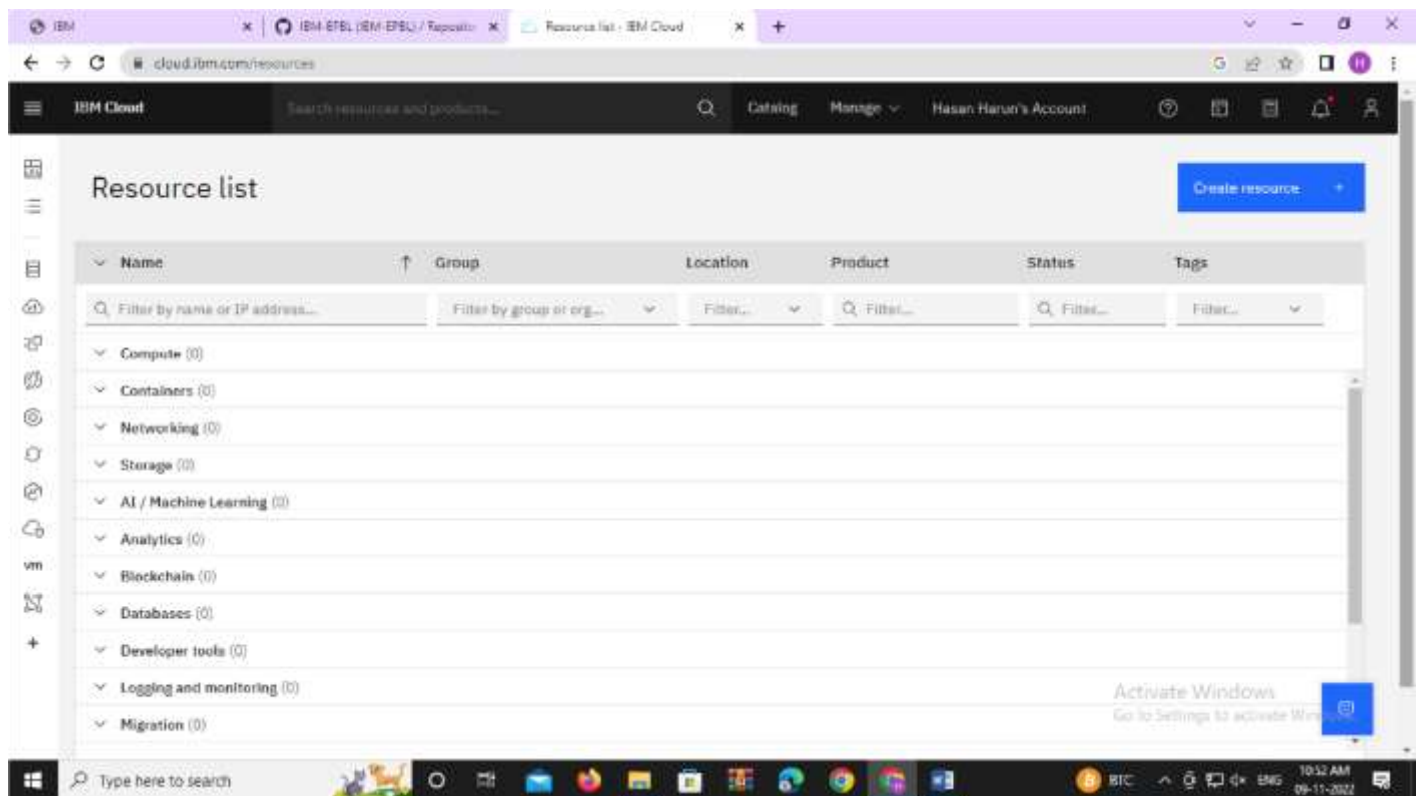 IBM
IBM-EPBL (IBM-EPBL) / Repositor
Resource list - IBM Cloud
cloud.ibm.com/resources
IBM Cloud
Search resources and products...
Catalog
Manage
Hasan Harun's Account
Resource list
Create resource +
Name
Group
Location
Product
Status
Tags
Filter by name or IP address...
Filter by group or org...
Filter...
Filter...
Filter...
Filter...
Compute (0)
Containers (0)
Networking (0)
Storage (0)
AI / Machine Learning (0)
Analytics (0)
vm
Blockchain (0)
Databases (0)
Developer tools (0)
Logging and monitoring (0)
Migration (0)
Activate Windows
Go to Settings to activate Windows.
Type here to search
BTC
ENG
10:52 AM
09-11-2022